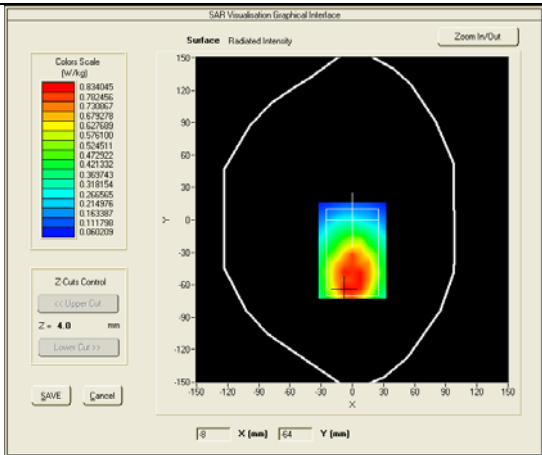 SAR Visualisation Graphical Interface
Surface Radiated Intensity
Zoom In/Out
Colors Scale
(W/kg)
0.834045
0.782456
0.730867
0.679278
0.627689
0.576100
0.524511
0.472922
0.421332
0.369743
0.318154
0.266565
0.214976
0.163387
0.111798
0.060209
150
120
90
60
30
0
-30
-60
-90
-120
-150
Y
-150 -120 -90 -60 -30 0 30 60 90 120 150
X
Z Cuts Control
<< Upper Cut
Z = 4.0 mm
Lower Cut >>
SAVE Cancel
-8 X (mm) -64 Y (mm)